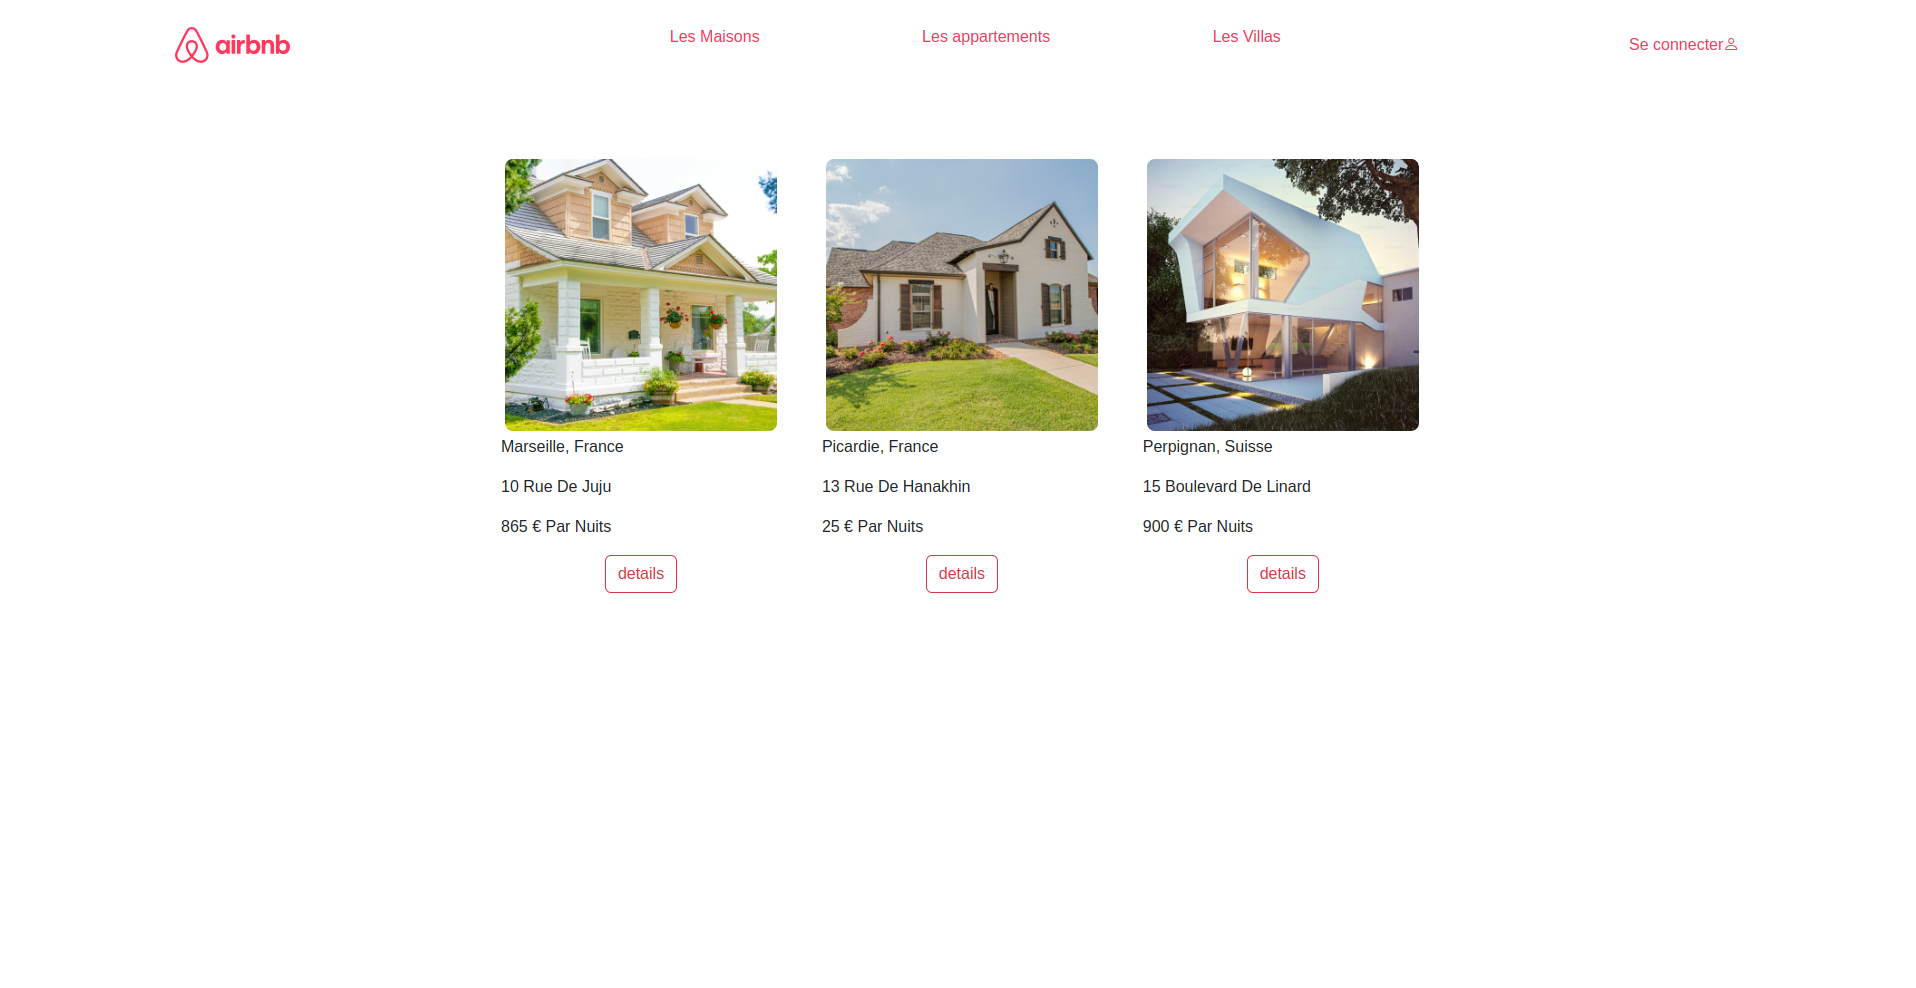 airbnb
Les Maisons
Les appartements
Les Villas
Se connecter
Marseille, France
10 Rue De Juju
865 € Par Nuits
details
Picardie, France
13 Rue De Hanakhin
25 € Par Nuits
details
Perpignan, Suisse
15 Boulevard De Linard
900 € Par Nuits
details